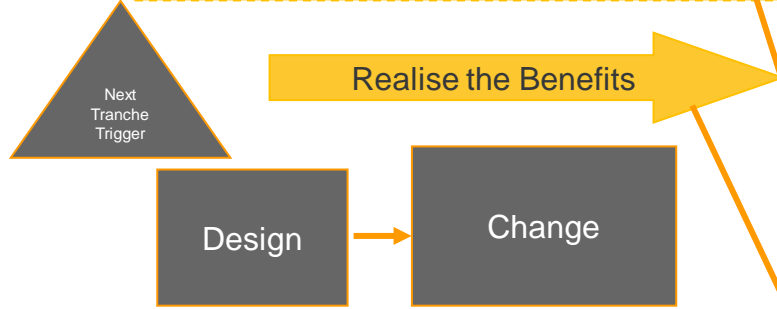 Realise the Benefits
Next
Tranche
Trigger
Design
Change